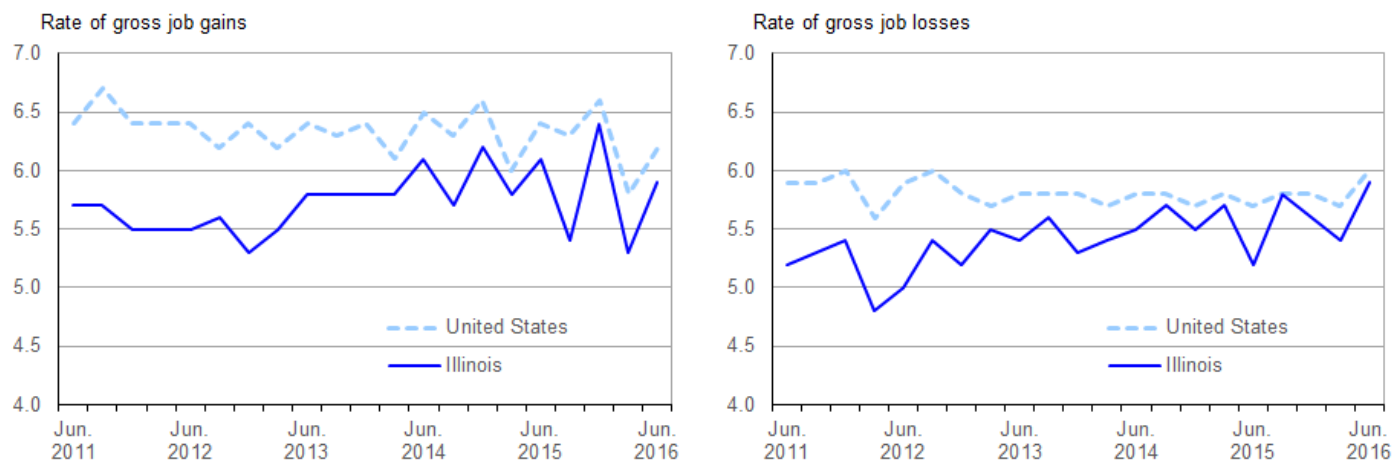 Rate of gross job gains
7.0
6.5
6.0
5.5
5.0
4.5
4.0
United States
Illinois
Jun. 2011
Jun. 2012
Jun. 2013
Jun. 2014
Jun. 2015
Jun. 2016
Rate of gross job losses
7.0
6.5
6.0
5.5
5.0
4.5
4.0
United States
Illinois
Jun. 2011
Jun. 2012
Jun. 2013
Jun. 2014
Jun. 2015
Jun. 2016